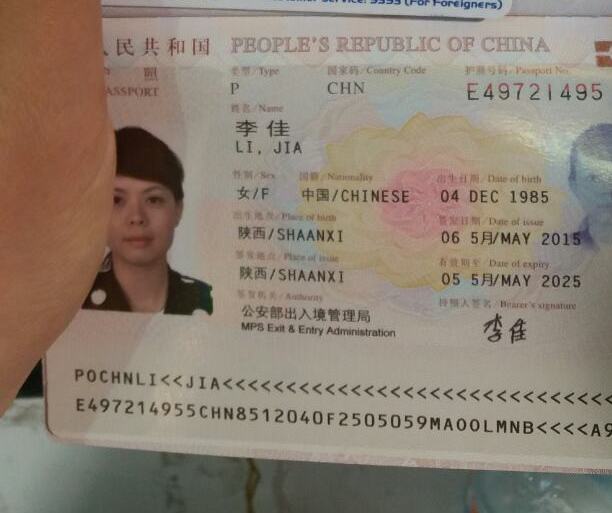 Service: 9595 (For Foreigners)
人民共和国 PEOPLE'S REPUBLIC OF CHINA
照 类型/Type 国家码/Country Code 护照号码/Passport No.
ASSPORT P CHN E49721495
姓名/Name
李佳
LI, JIA
性别/Sex 国籍/Nationality 出生日期/Date of birth
女/F 中国/CHINESE 04 DEC 1985
出生地点/Place of birth 签发日期/Date of issue
陕西/SHAANXI 06 5月/MAY 2015
签发地点/Place of issue 有效期至/Date of expiry
陕西/SHAANXI 05 5月/MAY 2025
签发机关/Authority 持照人签名/Bearer's signature
公安部出入境管理局 李佳
MPS Exit & Entry Administration
POCHNLI<<JIA<<<<<<<<<<<<<<<<<<<<<<<<<<<
E497214955CHN8512040F2505059MAOOLMNB<<<<A9